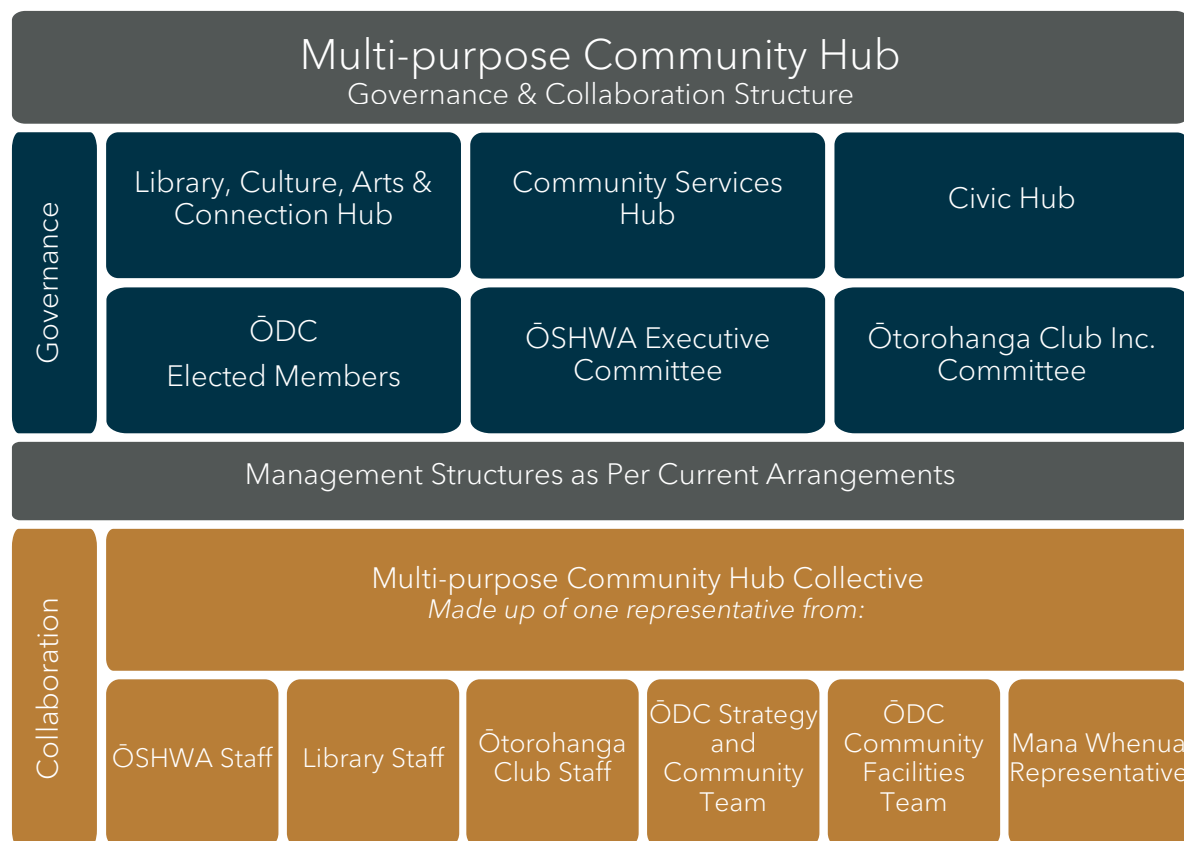 Multi-purpose Community Hub
Governance & Collaboration Structure
Governance
Library, Culture, Arts &
Connection Hub
Community Services
Hub
Civic Hub
ŌDC
Elected Members
ŌSHWA Executive
Committee
Ōtorohanga Club Inc.
Committee
Management Structures as Per Current Arrangements
Collaboration
Multi-purpose Community Hub Collective
Made up of one representative from:
ŌSHWA Staff
Library Staff
Ōtorohanga
Club Staff
ŌDC Strategy
and
Community
Team
ŌDC
Community
Facilities
Team
Mana Whenua
Representative